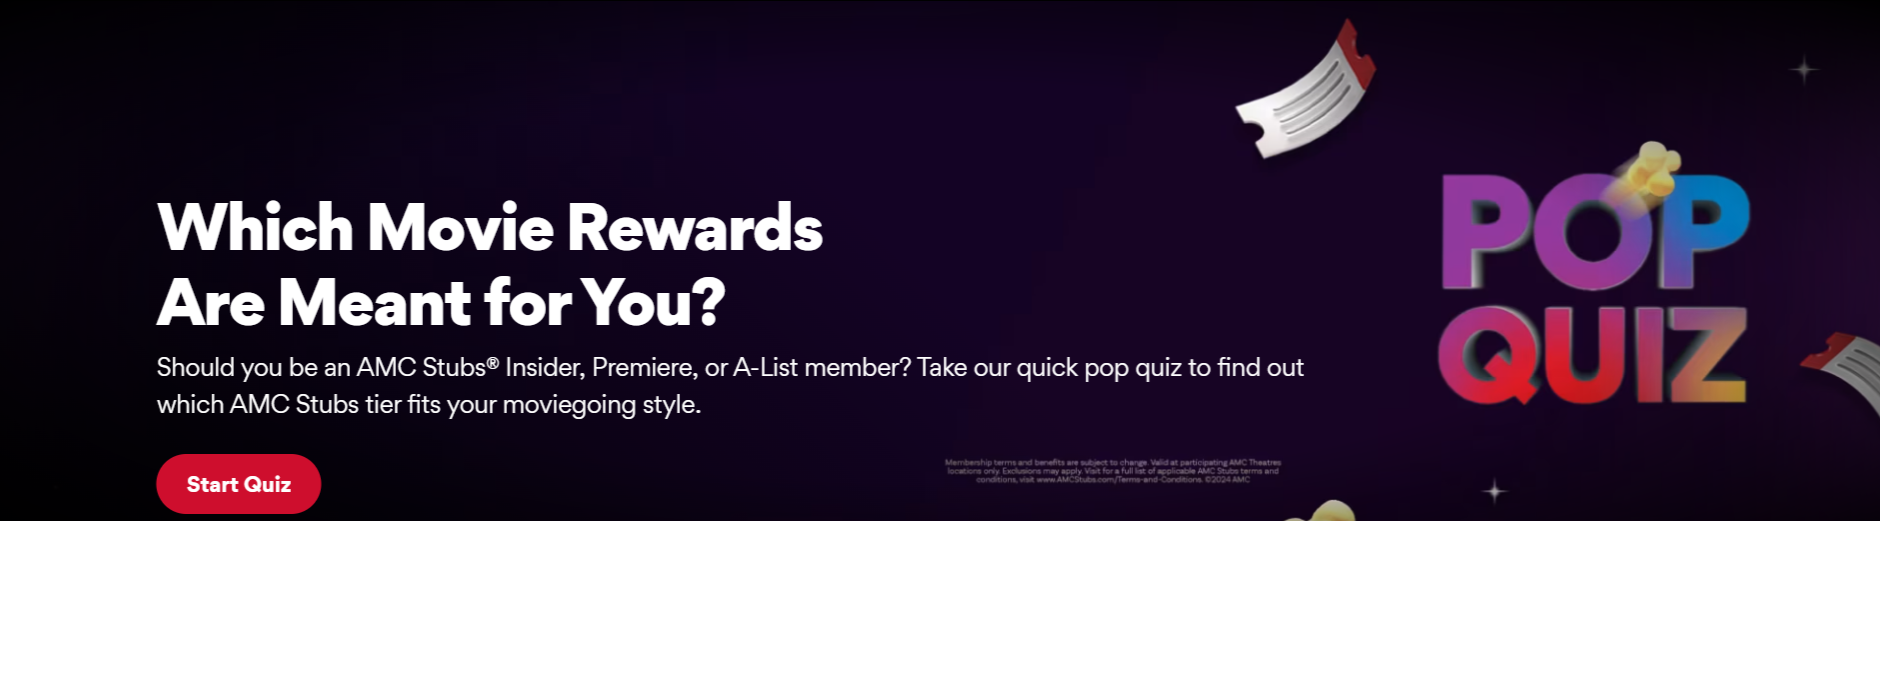 Which Movie Rewards
Are Meant for You?
Should you be an AMC Stubs® Insider, Premiere, or A-List member? Take our quick pop quiz to find out
which AMC Stubs tier fits your moviegoing style.
Start Quiz
Membership terms and benefits are subject to change. Valid at participating AMC Theatres
locations only. Exclusions may apply. Visit for a full list of applicable AMC Stubs terms and
conditions, visit www.AMCStubs.com/Terms-and-Conditions. ©2024 AMC
POP
QUIZ